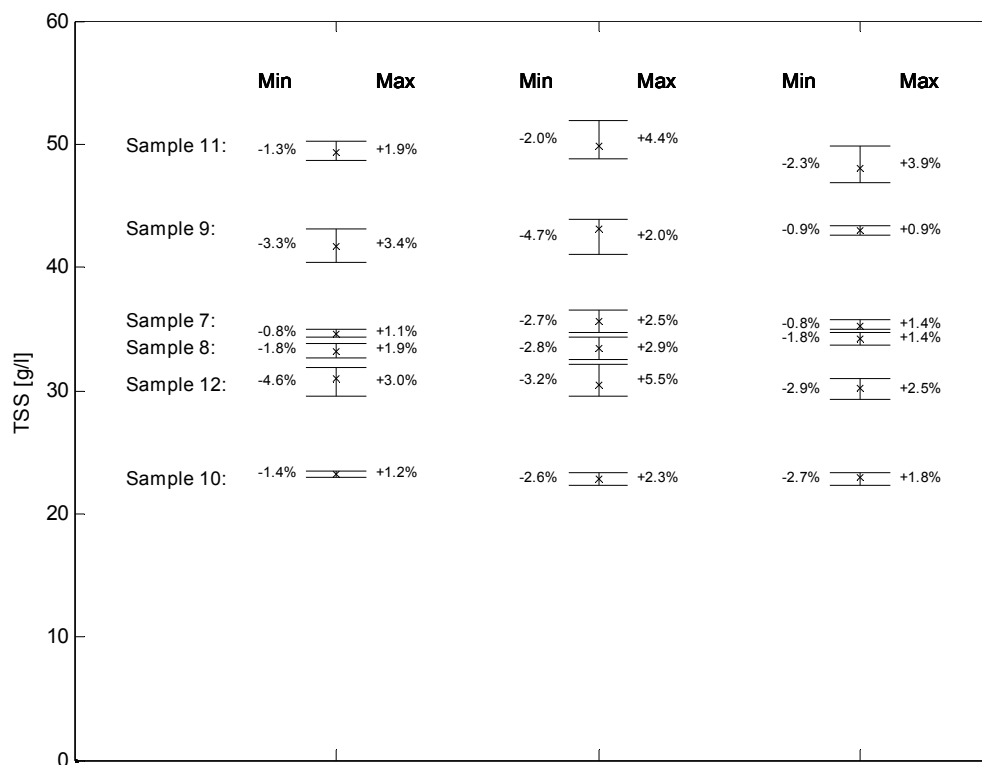 60
Min Max Min Max Min Max
50
Sample 11: -1.3% +1.9% -2.0% +4.4% -2.3% +3.9%
Sample 9: -3.3% +3.4% -4.7% +2.0% -0.9% +0.9%
40
Sample 7: -0.8% +1.1% -2.7% +2.5% -0.8% +1.4%
Sample 8: -1.8% +1.9% -2.8% +2.9% -1.8% +1.4%
Sample 12: -4.6% +3.0% -3.2% +5.5% -2.9% +2.5%
30
TSS [g/l]
Sample 10: -1.4% +1.2% -2.6% +2.3% -2.7% +1.8%
20
10
0